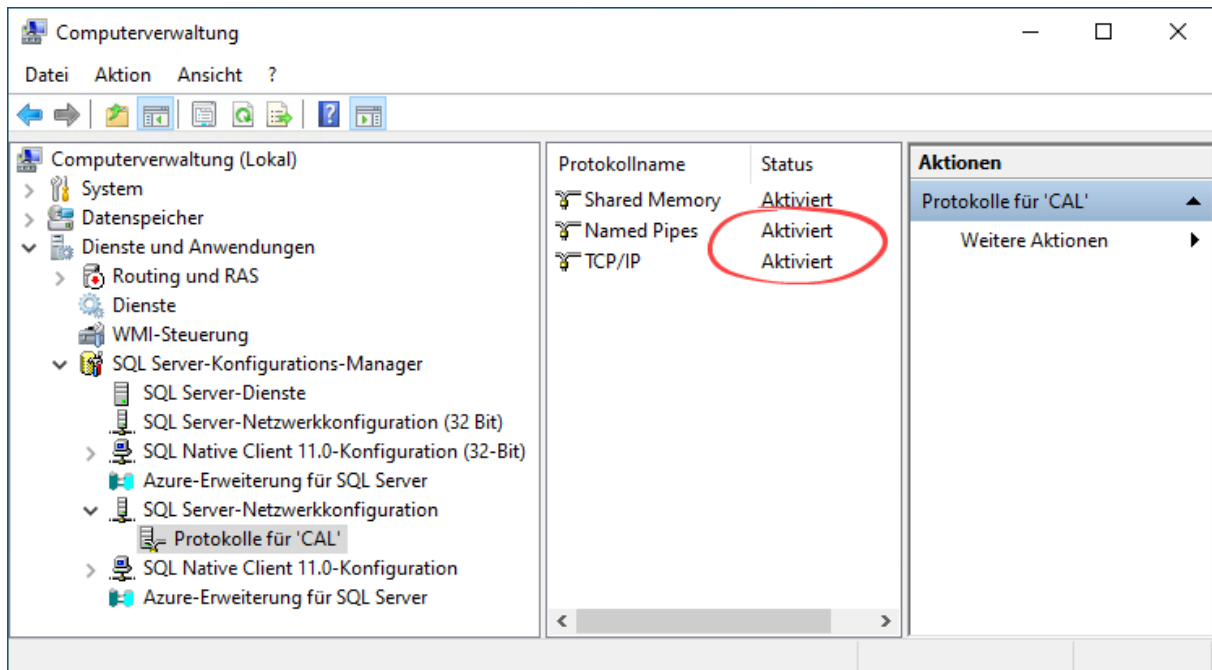 Computerverwaltung
Datei Aktion Ansicht ?
Computerverwaltung (Lokal)
System
Datenspeicher
Dienste und Anwendungen
Routing und RAS
Dienste
WMI-Steuerung
SQL Server-Konfigurations-Manager
SQL Server-Dienste
SQL Server-Netzwerkkonfiguration (32 Bit)
SQL Native Client 11.0-Konfiguration (32-Bit)
Azure-Erweiterung für SQL Server
SQL Server-Netzwerkkonfiguration
Protokolle für 'CAL'
SQL Native Client 11.0-Konfiguration
Azure-Erweiterung für SQL Server
Protokollname Status
Shared Memory Aktiviert
Named Pipes Aktiviert
TCP/IP Aktiviert
Aktionen
Protokolle für 'CAL'
Weitere Aktionen